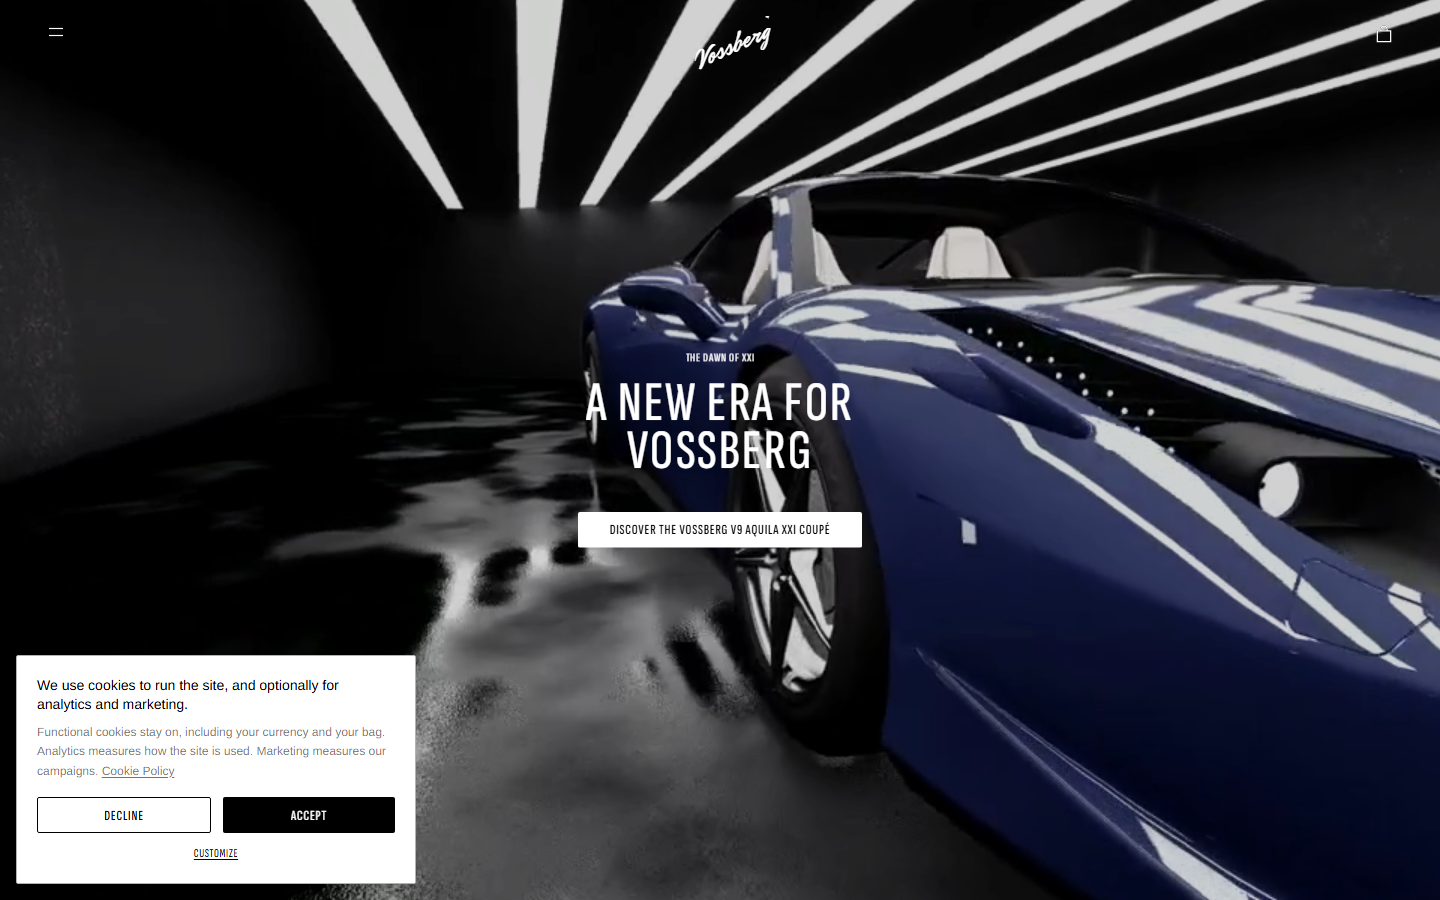 Vossberg
THE DAWN OF XXI
A NEW ERA FOR
VOSSBERG
DISCOVER THE VOSSBERG V9 AQUILA XXI COUPÉ
We use cookies to run the site, and optionally for
analytics and marketing.
Functional cookies stay on, including your currency and your bag.
Analytics measures how the site is used. Marketing measures our
campaigns. Cookie Policy
DECLINE
ACCEPT
CUSTOMIZE